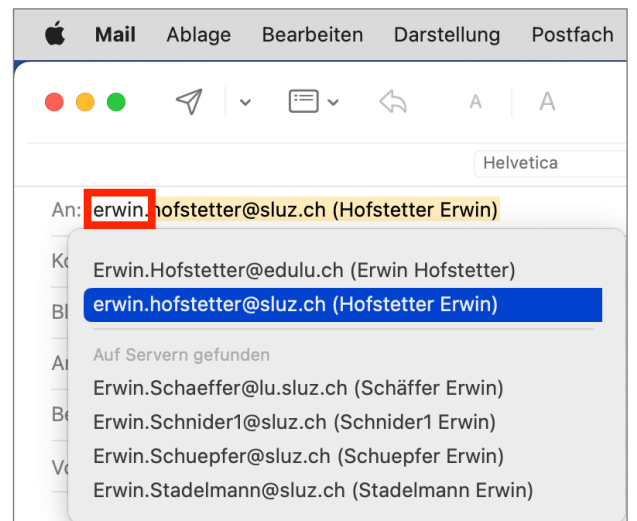 Mail Ablage Bearbeiten Darstellung Postfach
A A
Helvetica
An: erwin.hofstetter@sluz.ch (Hofstetter Erwin)
Erwin.Hofstetter@edulu.ch (Erwin Hofstetter)
erwin.hofstetter@sluz.ch (Hofstetter Erwin)
Auf Servern gefunden
Erwin.Schaeffer@lu.sluz.ch (Schäffer Erwin)
Erwin.Schnider1@sluz.ch (Schnider1 Erwin)
Erwin.Schuepfer@sluz.ch (Schuepfer Erwin)
Erwin.Stadelmann@sluz.ch (Stadelmann Erwin)